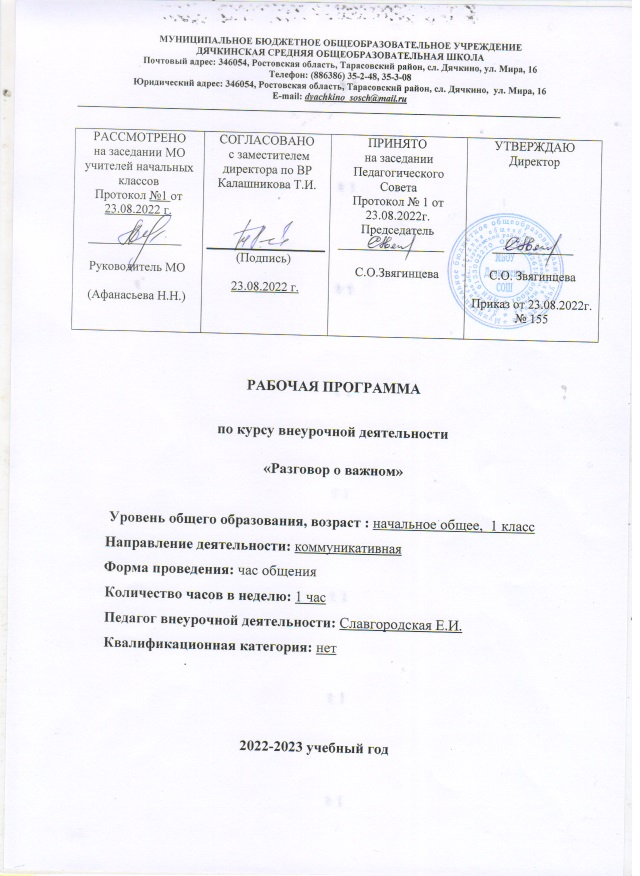 МУНИЦИПАЛЬНОЕ БЮДЖЕТНОЕ ОБЩЕОБРАЗОВАТЕЛЬНОЕ УЧРЕЖДЕНИЕ
ДЯЧКИНСКАЯ СРЕДНЯЯ ОБЩЕОБРАЗОВАТЕЛЬНАЯ ШКОЛА
Почтовый адрес: 346054, Ростовская область, Тарасовский район, сл. Дячкино, ул. Мира, 16
Телефон: (886386) 35-2-48, 35-3-08
Юридический адрес: 346054, Ростовская область, Тарасовский район, сл. Дячкино, ул. Мира, 16
E-mail: dyachkino_sosch@mail.ru
РАССМОТРЕНО
на заседании МО
учителей начальных
классов
Протокол №1 от
23.08.2022 г.
Руководитель МО
(Афанасьева Н.Н.)
СОГЛАСОВАНО
с заместителем
директора по ВР
Калашникова Т.И.
(Подпись)
23.08.2022 г.
ПРИНЯТО
на заседании
Педагогического
Совета
Протокол № 1 от
23.08.2022г.
Председатель
С.О.Звягинцева
УТВЕРЖДАЮ
Директор
С.О. Звягинцева
Приказ от 23.08.2022г.
№ 155
МБОУ
СОШ
РАБОЧАЯ ПРОГРАММА
по курсу внеурочной деятельности
«Разговор о важном»
Уровень общего образования, возраст : начальное общее, 1 класс
Направление деятельности: коммуникативная
Форма проведения: час общения
Количество часов в неделю: 1 час
Педагог внеурочной деятельности: Славгородская Е.И.
Квалификационная категория: нет
2022-2023 учебный год